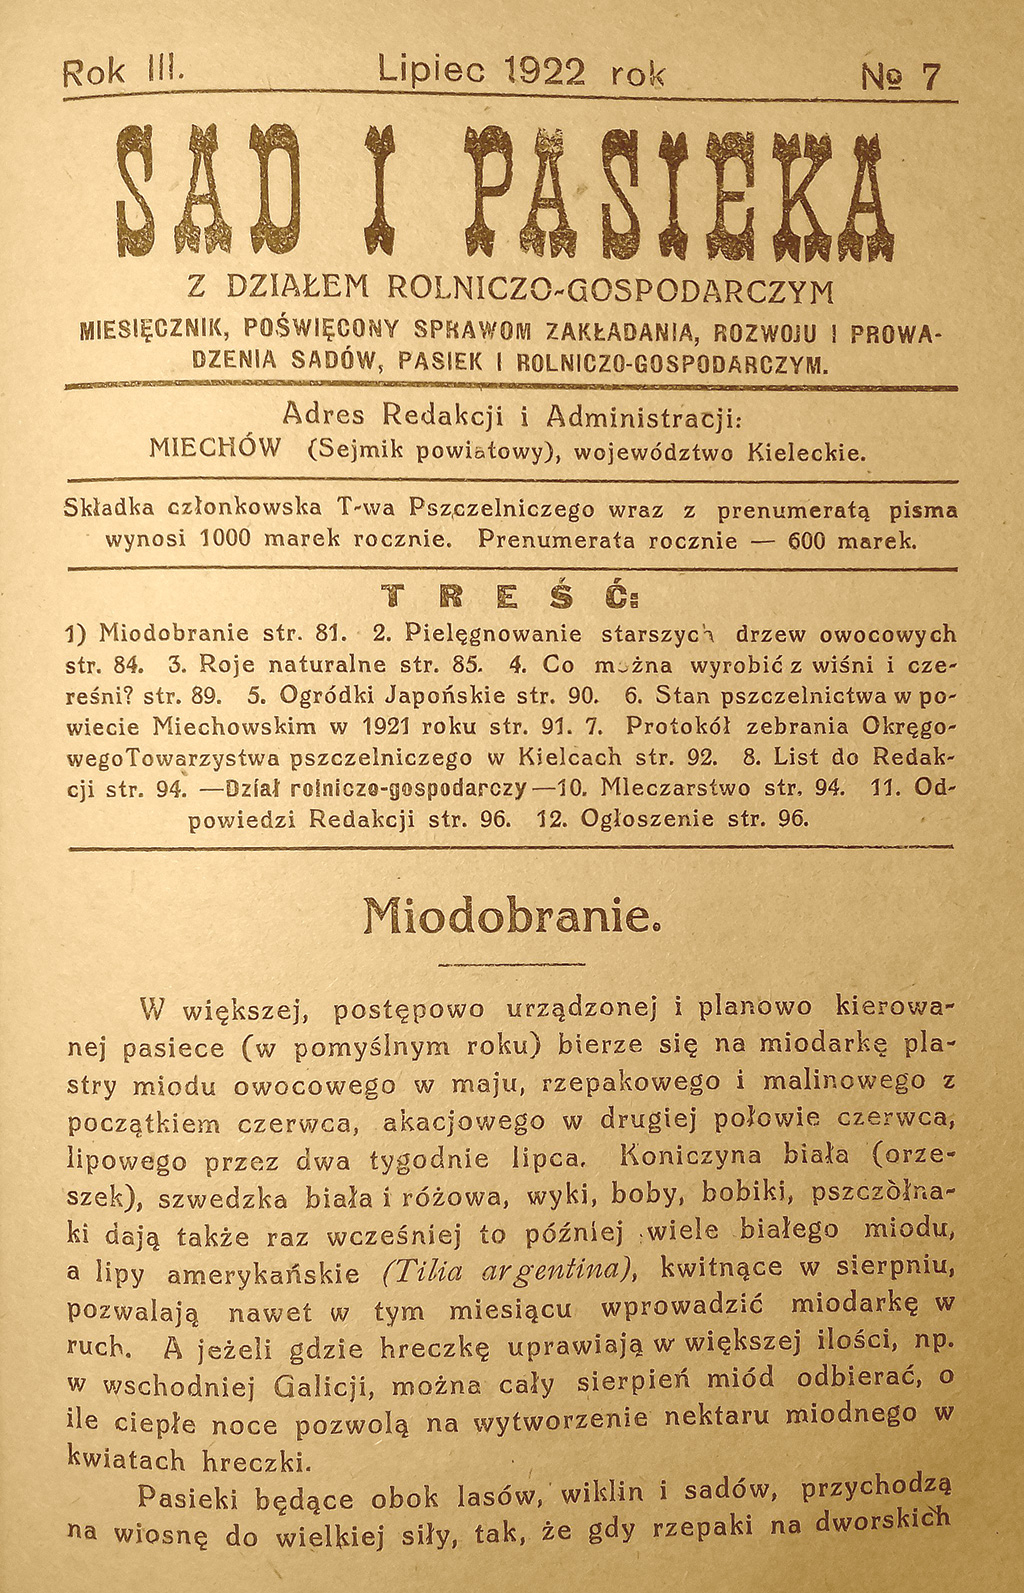 Rok III. Lipiec 1922 rok № 7
SAD I PASIEKA
Z DZIAŁEM ROLNICZO-GOSPODARCZYM
MIESIĘCZNIK, POŚWIĘCONY SPRAWOM ZAKŁADANIA, ROZWOJU I PROWA-
DZENIA SADÓW, PASIEK I ROLNICZO-GOSPODARCZYM.
Adres Redakcji i Administracji:
MIECHÓW (Sejmik powiatowy), województwo Kieleckie.
Składka członkowska T-wa Pszczelniczego wraz z prenumeratą pisma
wynosi 1000 marek rocznie. Prenumerata rocznie — 600 marek.
TREŚĆ:
1) Miodobranie str. 81. 2. Pielęgnowanie starszych drzew owocowych
str. 84. 3. Roje naturalne str. 85. 4. Co można wyrobić z wiśni i cze-
reśni? str. 89. 5. Ogródki Japońskie str. 90. 6. Stan pszczelnictwa w po-
wiecie Miechowskim w 1921 roku str. 91. 7. Protokół zebrania Okręgo-
wegoTowarzystwa pszczelniczego w Kielcach str. 92. 8. List do Redak-
cji str. 94. —Dział rolniczo-gospodarczy—10. Mleczarstwo str. 94. 11. Od-
powiedzi Redakcji str. 96. 12. Ogłoszenie str. 96.
Miodobranie.
W większej, postępowo urządzonej i planowo kierowa-
nej pasiece (w pomyślnym roku) bierze się na miodarkę pla-
stry miodu owocowego w maju, rzepakowego i malinowego z
początkiem czerwca, akacjowego w drugiej połowie czerwca,
lipowego przez dwa tygodnie lipca. Koniczyna biała (orze-
szek), szwedzka biała i różowa, wyki, boby, bobiki, pszczòłna-
ki dają także raz wcześniej to później wiele białego miodu,
a lipy amerykańskie (Tilia argentina), kwitnące w sierpniu,
pozwalają nawet w tym miesiącu wprowadzić miodarkę w
ruch. A jeżeli gdzie hreczkę uprawiają w większej ilości, np.
w wschodniej Galicji, można cały sierpień miód odbierać, o
ile ciepłe noce pozwolą na wytworzenie nektaru miodnego w
kwiatach hreczki.
Pasieki będące obok lasów, wiklin i sadów, przychodzą
na wiosnę do wielkiej siły, tak, że gdy rzepaki na dworskich